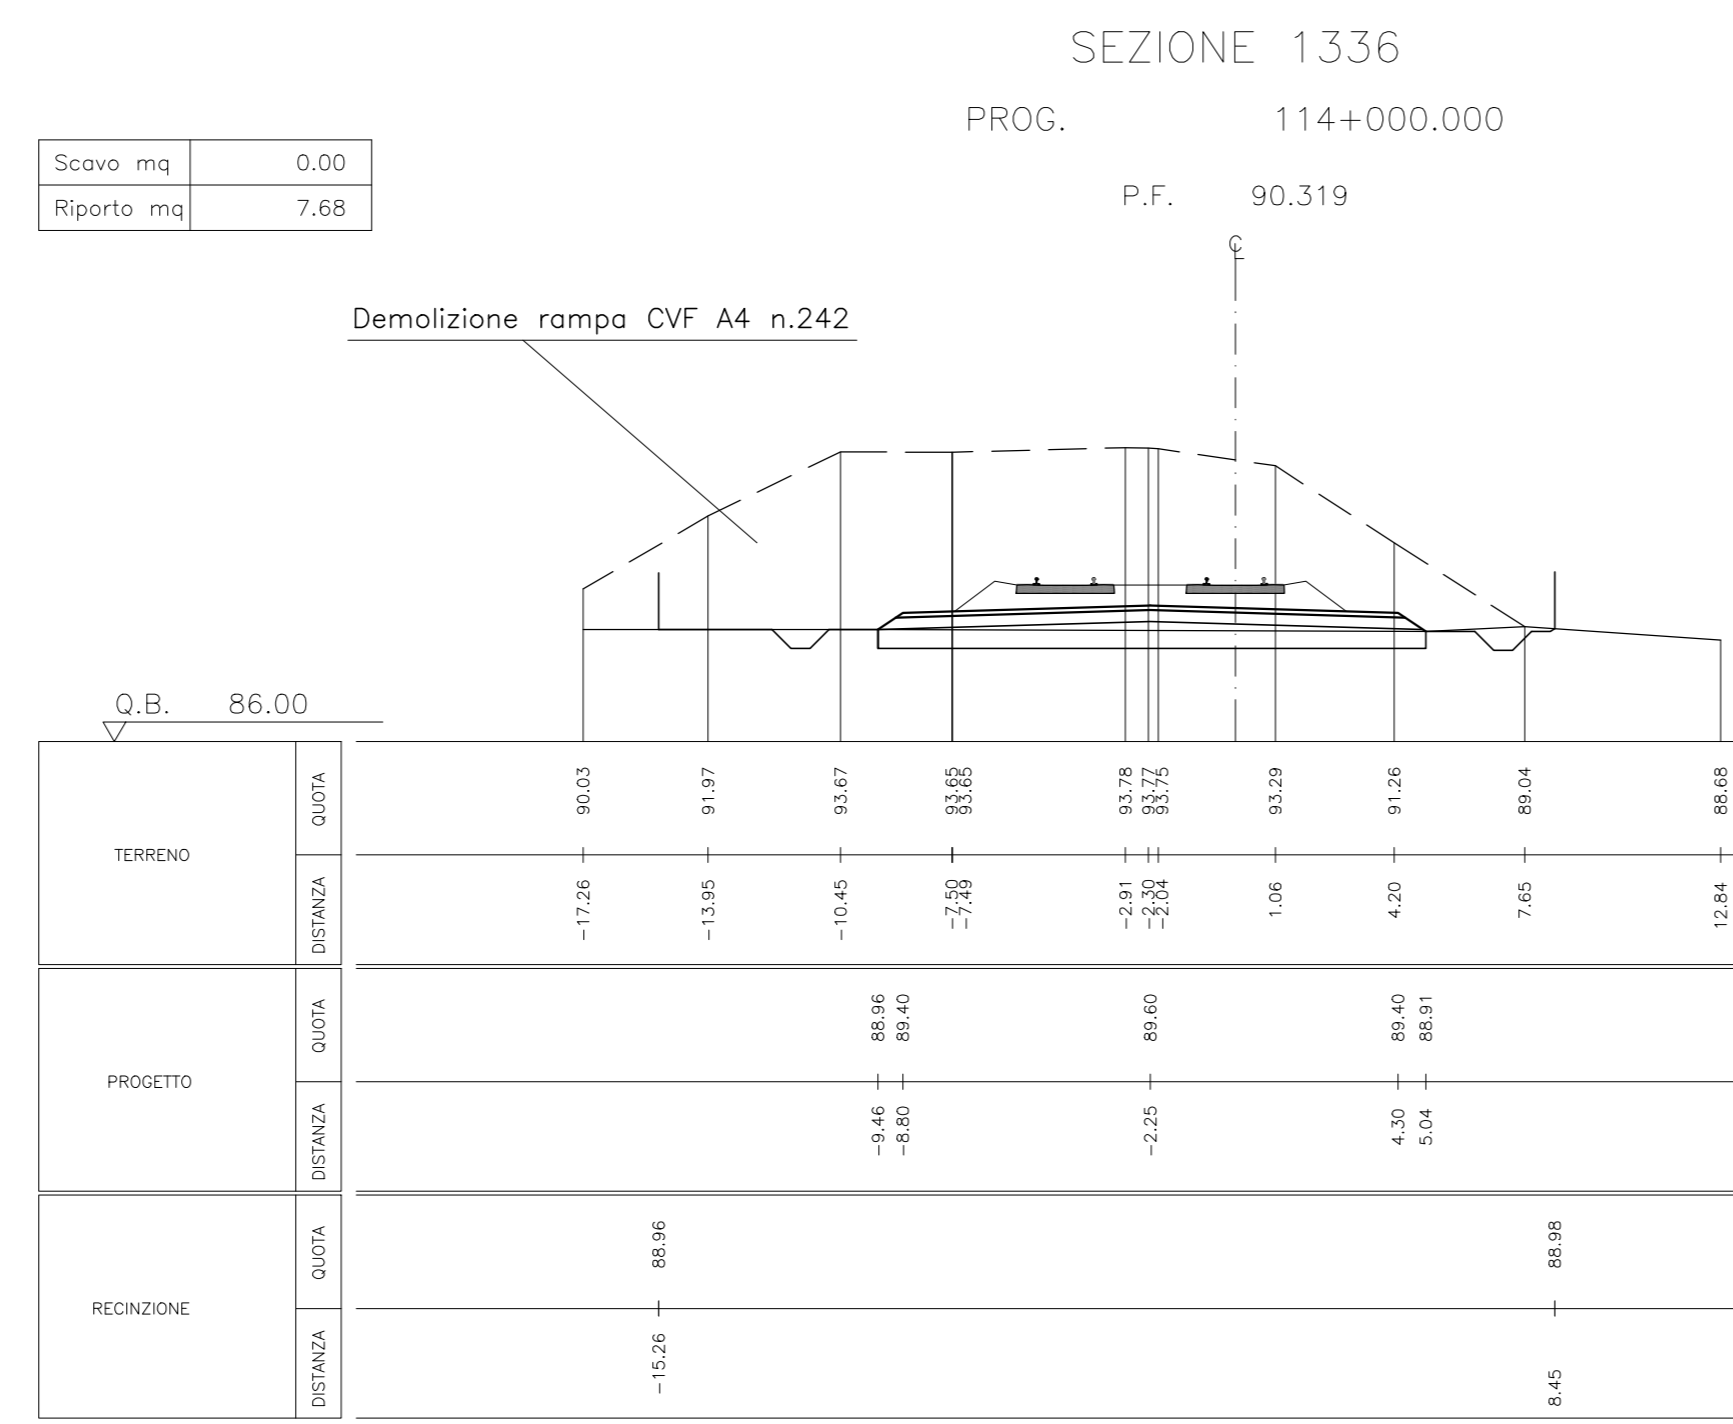 SEZIONE 1336
PROG. 114+000.000
Scavo mq 0.00
Riporto mq 7.68
P.F. 90.319
Demolizione rampa CVF A4 n.242
Q.B. 86.00
TERRENO
QUOTA 90.03 91.97 93.67 93.65 93.65 93.78 93.77 93.75 93.29 91.26 89.04 88.68
DISTANZA -17.26 -13.95 -10.45 -7.50 -7.49 -2.91 -2.30 -2.04 1.06 4.20 7.65 12.84
PROGETTO
QUOTA 88.96 89.40 89.60 89.40 88.91
DISTANZA -9.46 -8.80 -2.25 4.30 5.04
RECINZIONE
QUOTA 88.96 88.98
DISTANZA -15.26 8.45